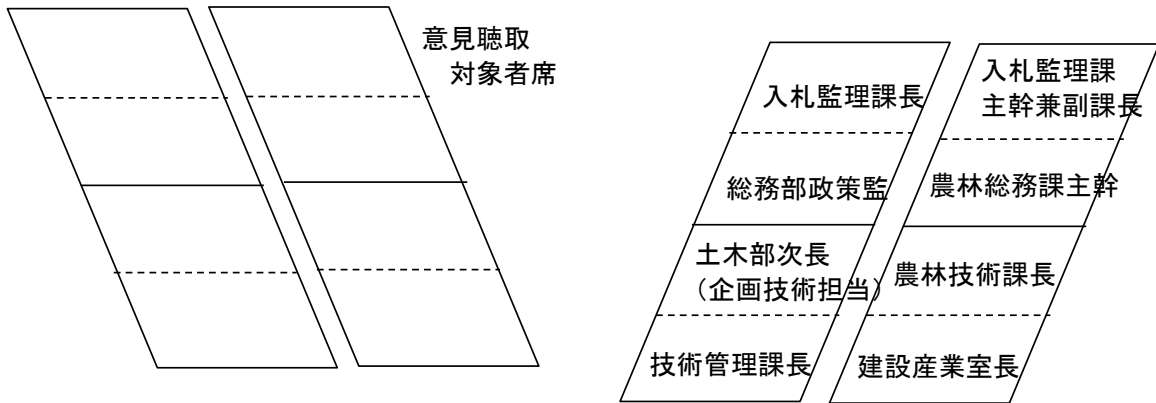 意見聴取
対象者席
入札監理課長
総務部政策監
土木部次長
（企画技術担当）
技術管理課長
入札監理課
主幹兼副課長
農林総務課主幹
農林技術課長
建設産業室長